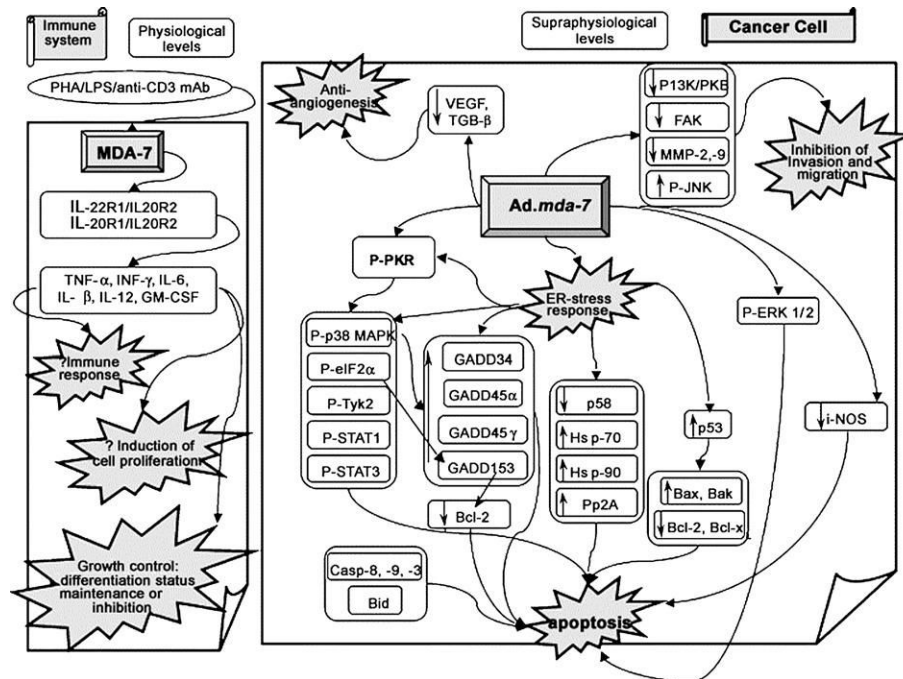 Immune
system
Physiological
levels
PHA/LPS/anti-CD3 mAb
MDA-7
IL-22R1/IL20R2
IL-20R1/IL20R2
TNF-α, INF-γ, IL-6,
IL- β, IL-12, GM-CSF
?Immune
response
? Induction of
cell proliferation
Growth control:
differentiation status
maintenance or
inhibition
Supraphysiological
levels
Cancer Cell
Anti-
angiogenesis
↓ VEGF,
TGB-β
↓ P13K/PKB
↓ FAK
↓ MMP-2,-9
↑ P-JNK
Inhibition of
Invasion and
migration
Ad.mda-7
P-PKR
ER-stress
response
P-ERK 1/2
↓ i-NOS
P-p38 MAPK
P-eIF2α
P-Tyk2
P-STAT1
P-STAT3
↑ GADD34
GADD45α
GADD45γ
GADD153
↓ Bcl-2
↓ p58
↑ Hsp-70
↑ Hsp-90
↑ Pp2A
↑ p53
↑ Bax, Bak
↓ Bcl-2, Bcl-x
Casp-8, -9, -3
Bid
apoptosis